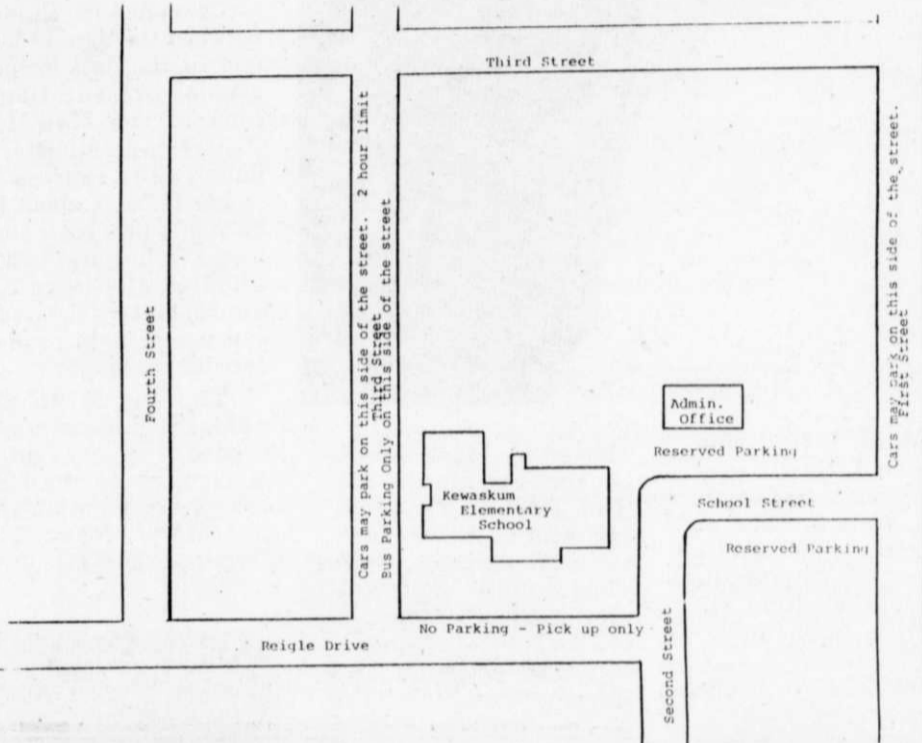 Third Street
Fourth Street
Cars may park on this side of the street. 2 hour limit
Third Street
Bus Parking Only on this side of the street
Cars may park on this side of the street.
First Street
Admin.
Office
Reserved Parking
Kewaskum
Elementary
School
School Street
Reserved Parking
No Parking - Pick up only
Reigle Drive
Second Street